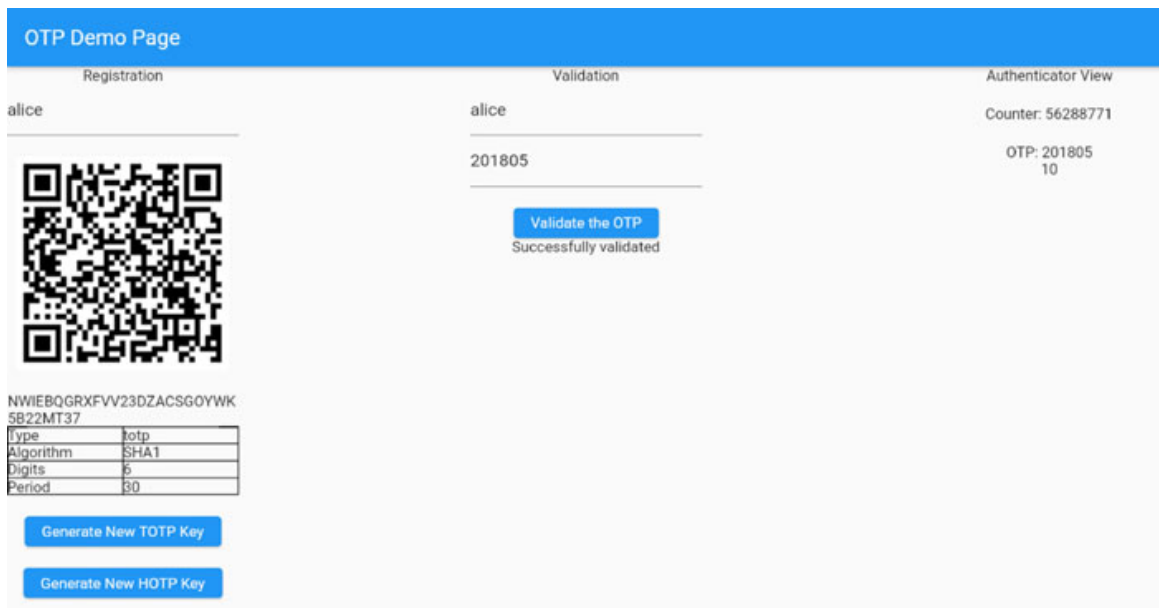 OTP Demo Page
Registration
alice
NWIEBQGRXFVV23DZACSGOYWK
5B22MT37
Type totp
Algorithm SHA1
Digits 6
Period 30
Generate New TOTP Key
Generate New HOTP Key
Validation
alice
201805
Validate the OTP
Successfully validated
Authenticator View
Counter: 56288771
OTP: 201805
10